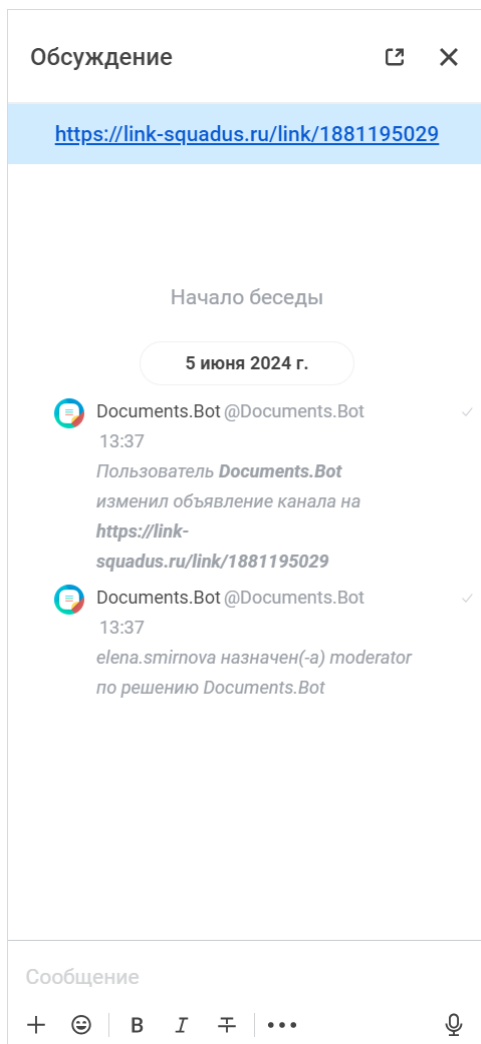 Обсуждение
https://link-squadus.ru/link/1881195029
Начало беседы
5 июня 2024 г.
Documents.Bot @Documents.Bot
13:37
Пользователь Documents.Bot
изменил объявление канала на
https://link-
squadus.ru/link/1881195029
Documents.Bot @Documents.Bot
13:37
elena.smirnova назначен(-а) moderator
по решению Documents.Bot
Сообщение
B I T